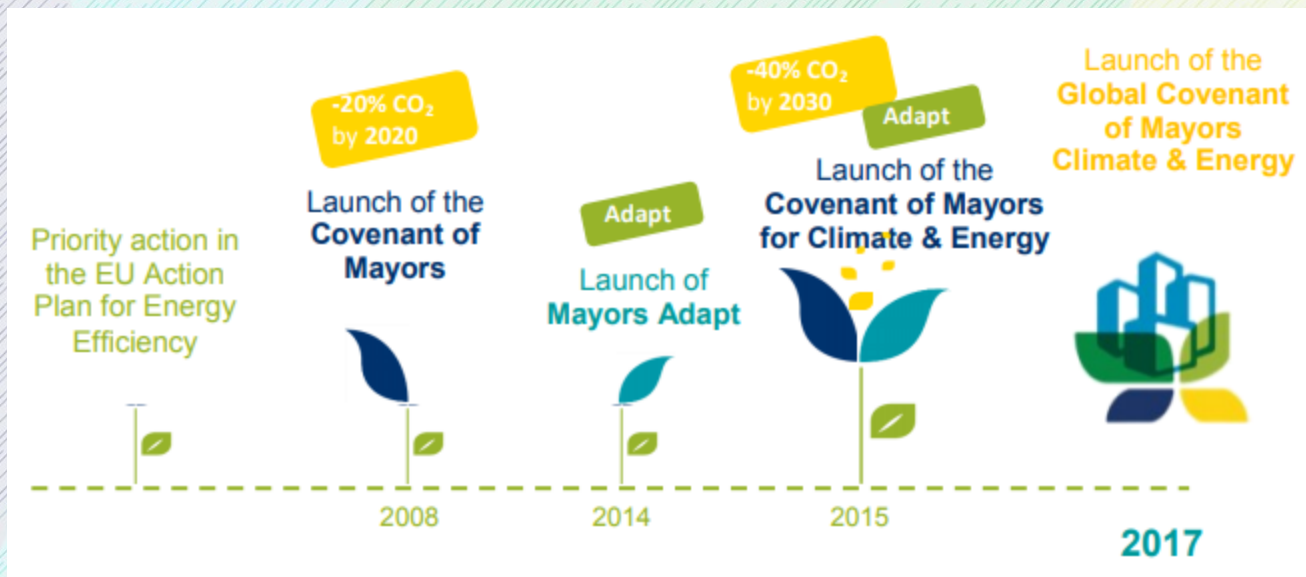 Priority action in
the EU Action
Plan for Energy
Efficiency
-20% CO₂
by 2020
Launch of the
Covenant of
Mayors
2008
Adapt
Launch of
Mayors Adapt
2014
-40% CO₂
by 2030
Adapt
Launch of the
Covenant of Mayors
for Climate & Energy
2015
Launch of the
Global Covenant
of Mayors
Climate & Energy
2017